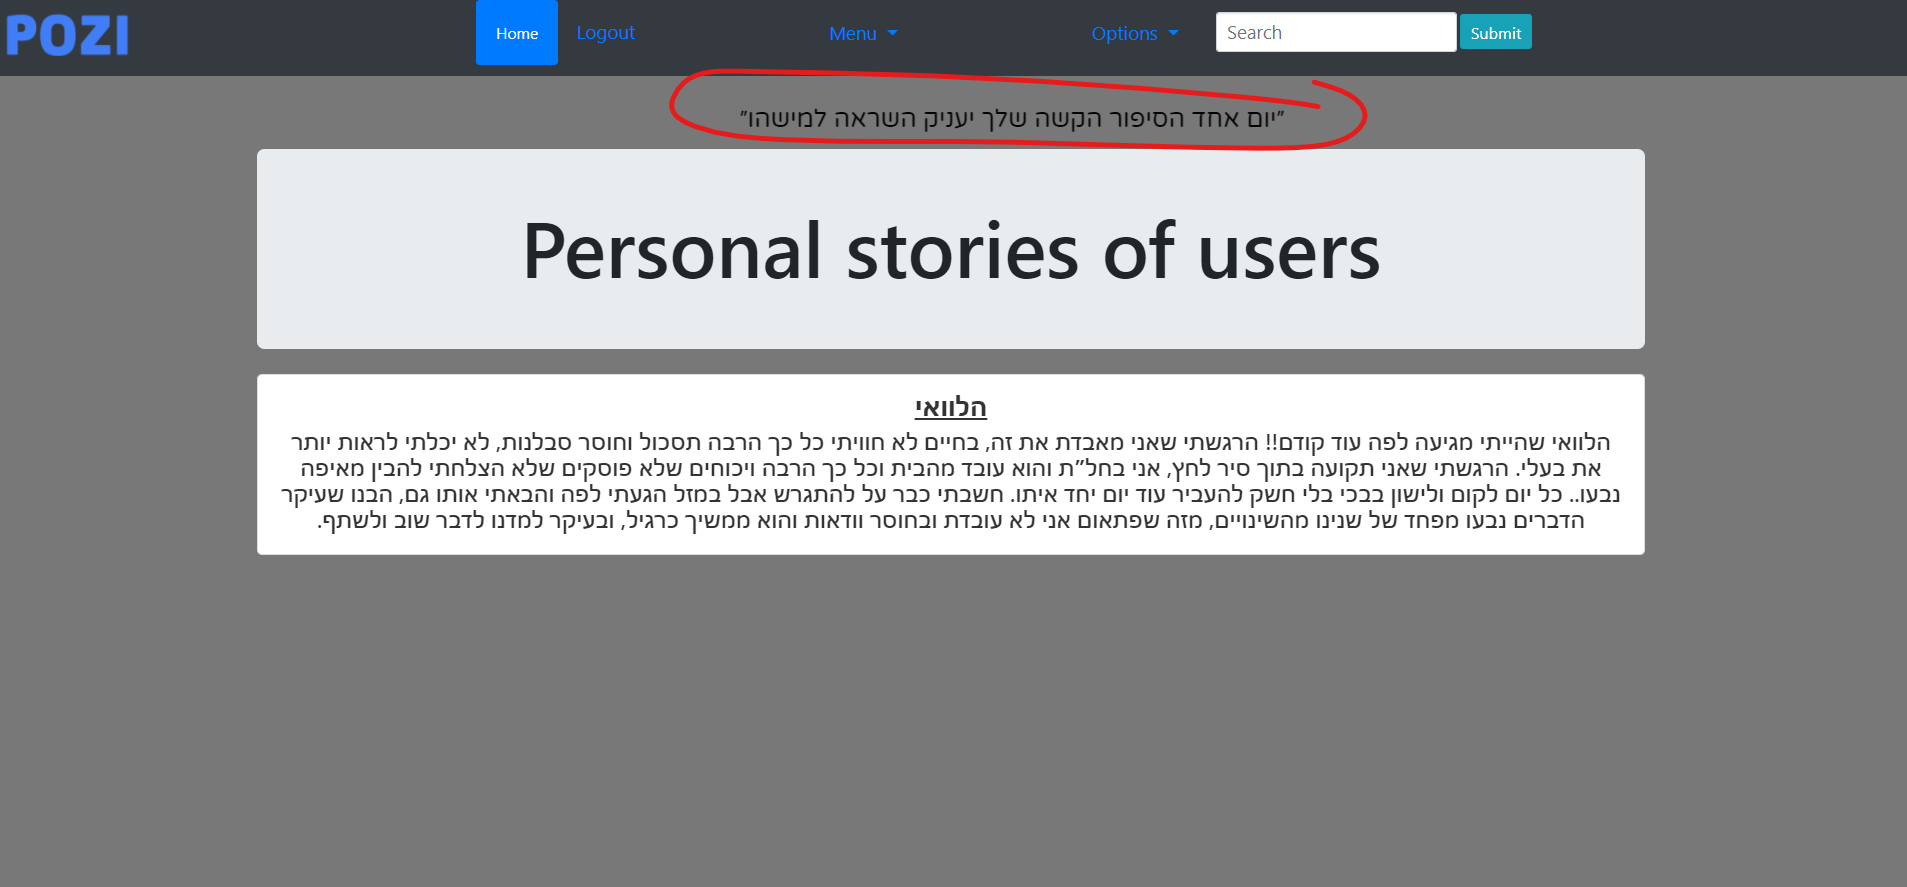 POZI
Home Logout Menu Options Search Submit
"יום אחד הסיפור הקשה שלך יעניק השראה למישהו"
Personal stories of users
הלוואי
הלוואי שהייתי מגיעה לפה עוד קודם!! הרגשתי שאני מאבדת את זה, בחיים לא חוויתי כל כך הרבה תסכול וחוסר סבלנות, לא יכלתי לראות יותר
את בעלי. הרגשתי שאני תקועה בתוך סיר לחץ, אני בחל"ת והוא עובד מהבית וכל כך הרבה ויכוחים שלא פוסקים שלא הצלחתי להבין מאיפה
נבעו.. כל יום לקום ולישון בבכי בלי חשק להעביר עוד יום יחד איתו. חשבתי כבר על להתגרש אבל במזל הגעתי לפה והבאתי אותו גם, הבנו שעיקר
הדברים נבעו מפחד של שנינו מהשינויים, מזה שפתאום אני לא עובדת ובחוסר וודאות והוא ממשיך כרגיל, ובעיקר למדנו לדבר שוב ולשתף.